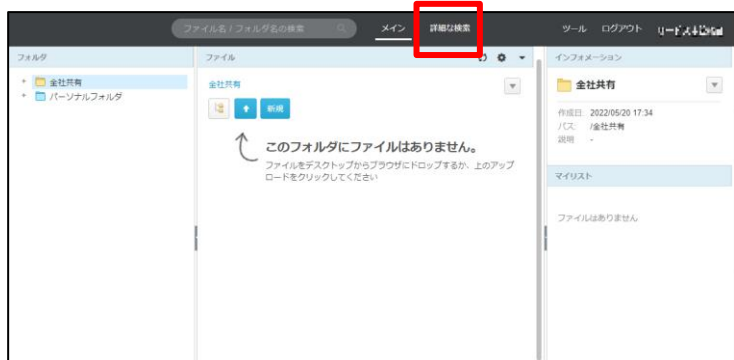 ファイル名 / フォルダ名の検索
メイン
詳細な検索
ツール
ログアウト
フォルダ
ファイル
インフォメーション
金社共有
パーソナルフォルダ
金社共有
新規
このフォルダにファイルはありません。
ファイルをデスクトップからブラウザにドロップするか、上のアップ
ロードをクリックしてください
金社共有
作成日: 2022/05/20 17:34
パス: /金社共有
説明 -
マイリスト
ファイルはありません